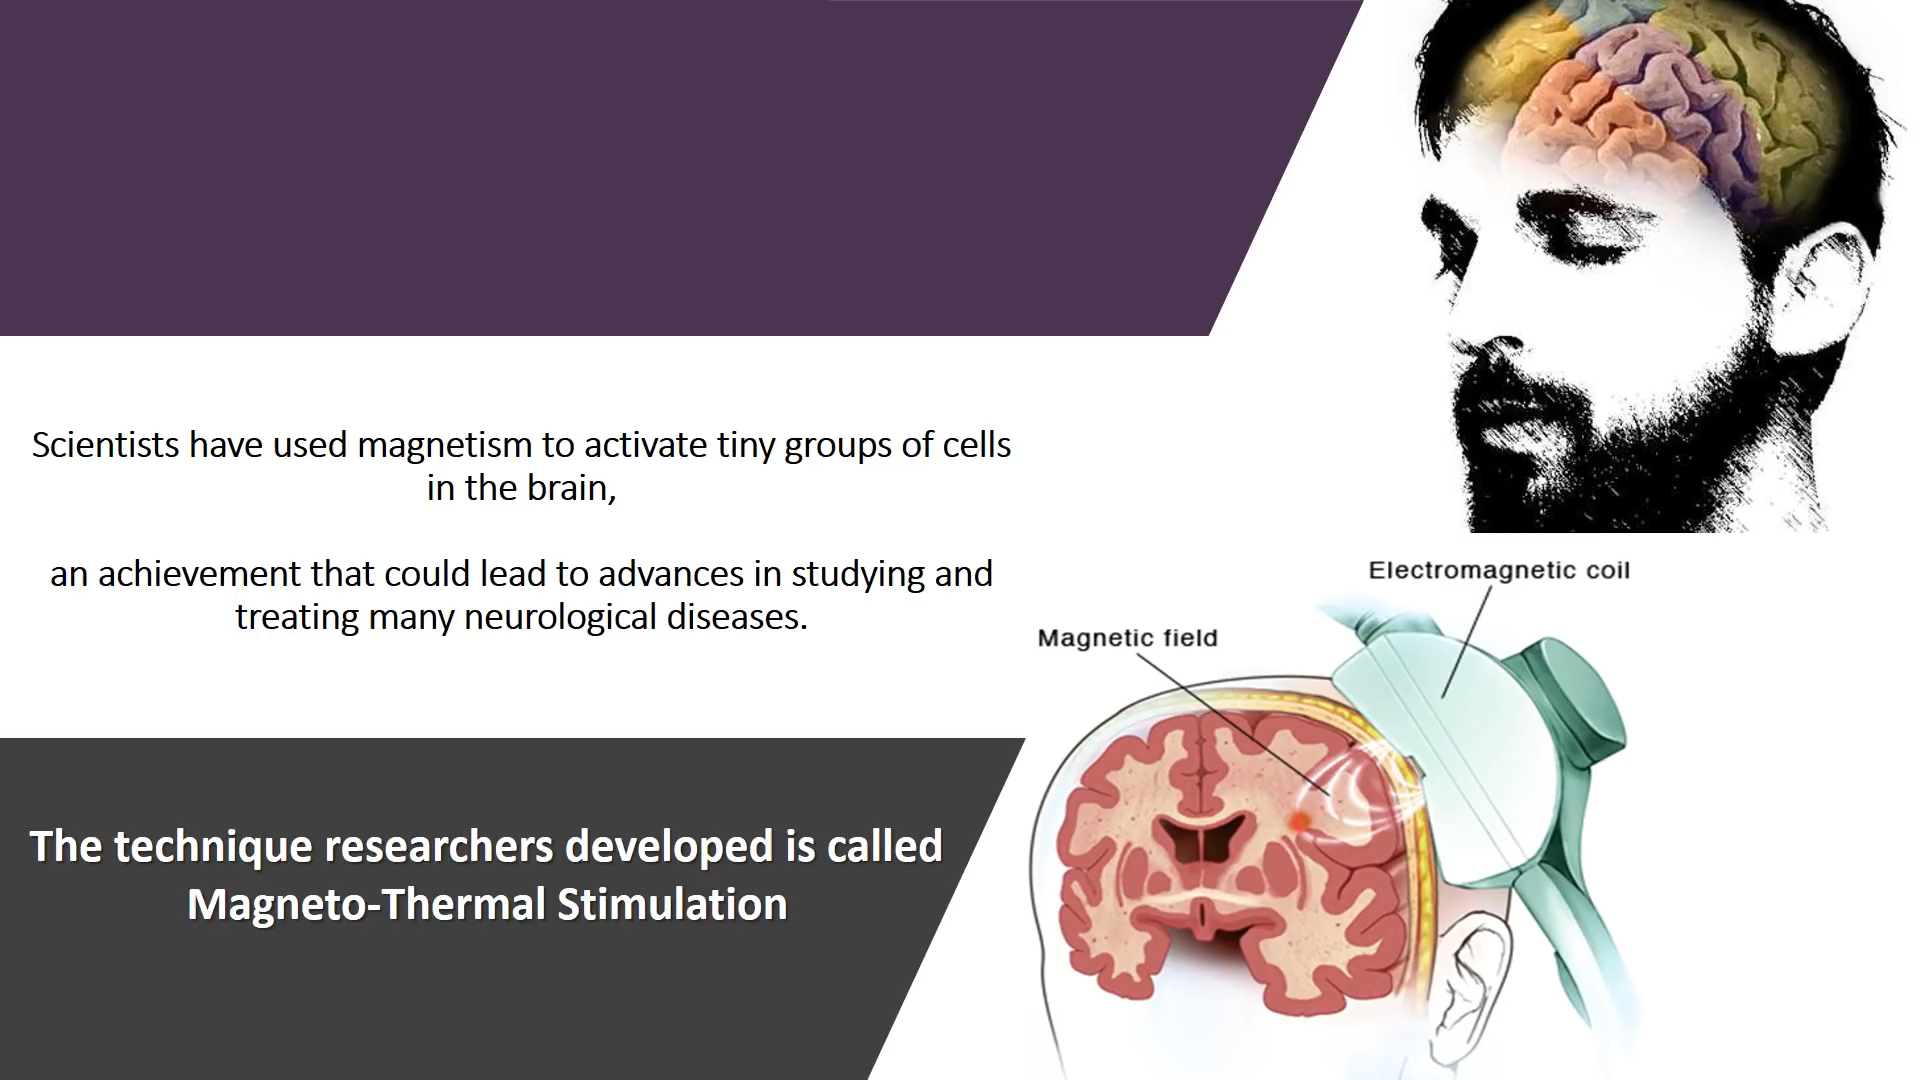 Scientists have used magnetism to activate tiny groups of cells
in the brain,
an achievement that could lead to advances in studying and
treating many neurological diseases.
Electromagnetic coil
Magnetic field
The technique researchers developed is called
Magneto-Thermal Stimulation